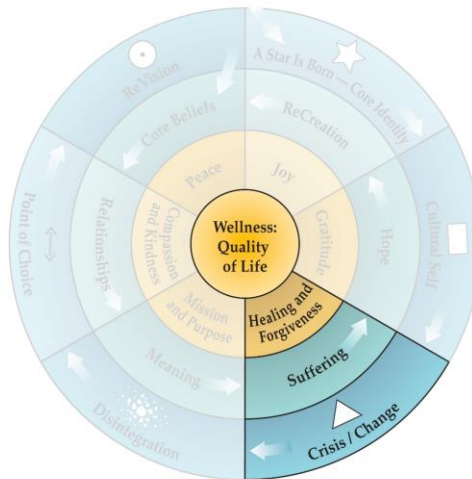 A Star Is Born — Core Identity
ReVision
Core Beliefs
ReCreation
Peace
Joy
Point of Choice
Relationships
Compassion
and Kindness
Wellness:
Quality
of Life
Gratitude
Hope
Cultural Self
Mission
and Purpose
Healing and
Forgiveness
Meaning
Suffering
Disintegration
Crisis / Change